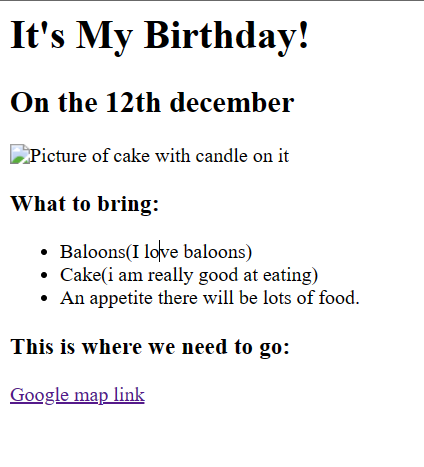 It's My Birthday!
On the 12th december
Picture of cake with candle on it
What to bring:
Baloons(I love baloons)
Cake(i am really good at eating)
An appetite there will be lots of food.
This is where we need to go:
Google map link